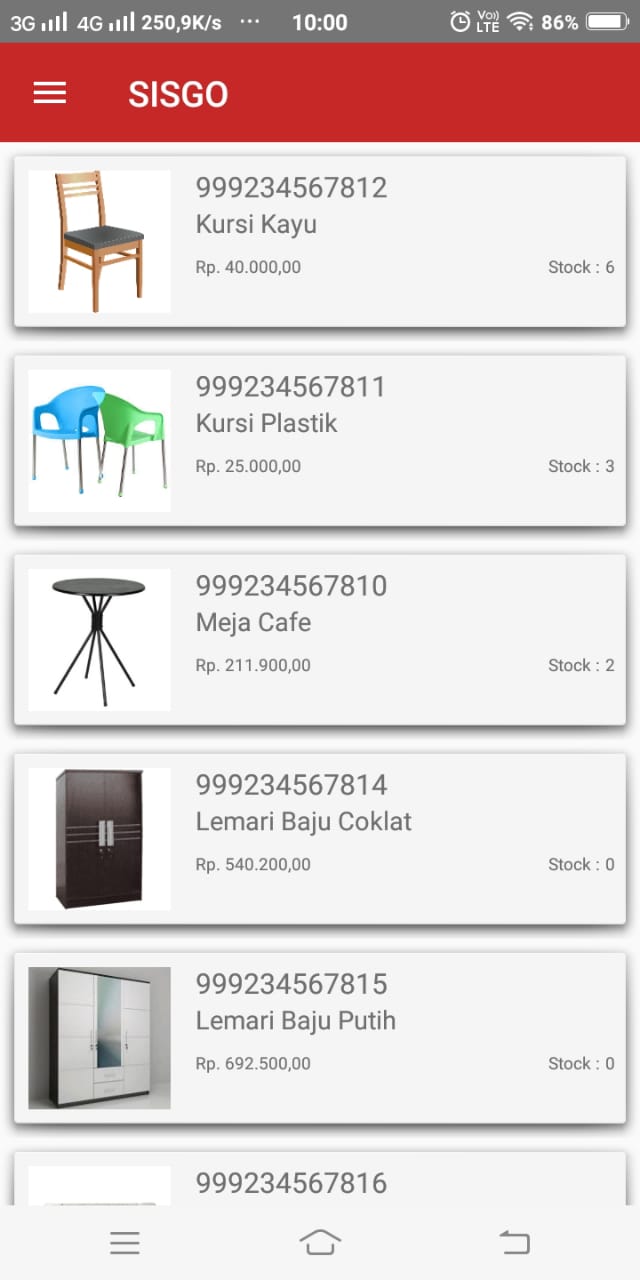 3G 4G 250,9K/s ... 10:00 Vo)) LTE 86%
SISGO
999234567812
Kursi Kayu
Rp. 40.000,00 Stock : 6
999234567811
Kursi Plastik
Rp. 25.000,00 Stock : 3
999234567810
Meja Cafe
Rp. 211.900,00 Stock : 2
999234567814
Lemari Baju Coklat
Rp. 540.200,00 Stock : 0
999234567815
Lemari Baju Putih
Rp. 692.500,00 Stock : 0
999234567816